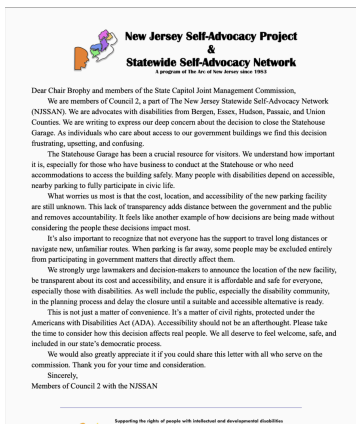 New Jersey Self-Advocacy Project
&
Statewide Self-Advocacy Network
A program of The Arc of New Jersey since 1983
Dear Chair Brophy and members of the State Capitol Joint Management Commission,
We are members of Council 2, a part of The New Jersey Statewide Self-Advocacy Network
(NJSSAN). We are advocates with disabilities from Bergen, Essex, Hudson, Passaic, and Union
Counties. We are writing to express our deep concern about the decision to close the Statehouse
Garage. As individuals who care about access to our government buildings we find this decision
frustrating, upsetting, and confusing.
The Statehouse Garage has been a crucial resource for visitors. We understand how important
it is, especially for those who have business to conduct at the Statehouse or who need
accommodations to access the building safely. Many people with disabilities depend on accessible,
nearby parking to fully participate in civic life.
What worries us most is that the cost, location, and accessibility of the new parking facility
are still unknown. This lack of transparency adds distance between the government and the public
and removes accountability. It feels like another example of how decisions are being made without
considering the people these decisions impact most.
It's also important to recognize that not everyone has the support to travel long distances or
navigate new, unfamiliar routes. When parking is far away, some people may be excluded entirely
from participating in government matters that directly affect them.
We strongly urge lawmakers and decision-makers to announce the location of the new facility,
be transparent about its cost and accessibility, and ensure it is affordable and safe for everyone,
especially those with disabilities. As well include the public, especially the disability community,
in the planning process and delay the closure until a suitable and accessible alternative is ready.
This is not just a matter of convenience. It's a matter of civil rights, protected under the
Americans with Disabilities Act (ADA). Accessibility should not be an afterthought. Please take
the time to consider how this decision affects real people. We all deserve to feel welcome, safe, and
included in our state's democratic process.
We would also greatly appreciate it if you could share this letter with all who serve on the
commission. Thank you for your time and consideration.
Sincerely,
Members of Council 2 with the NJSSAN
Supporting the rights of people with intellectual and developmental disabilities